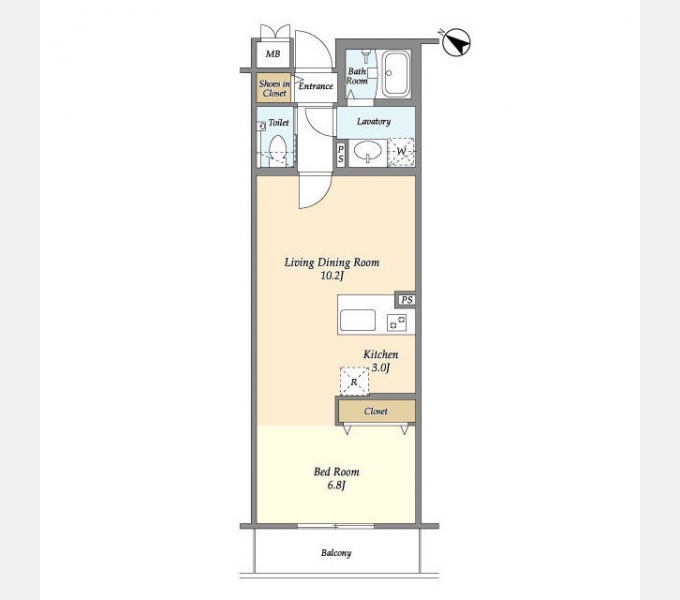 N
MB
Shoes in
Closet
Entrance
Bath
Room
Toilet
Lavatory
P
S
W
Living Dining Room
10.2J
PS
Kitchen
3.0J
R
Closet
Bed Room
6.8J
Balcony